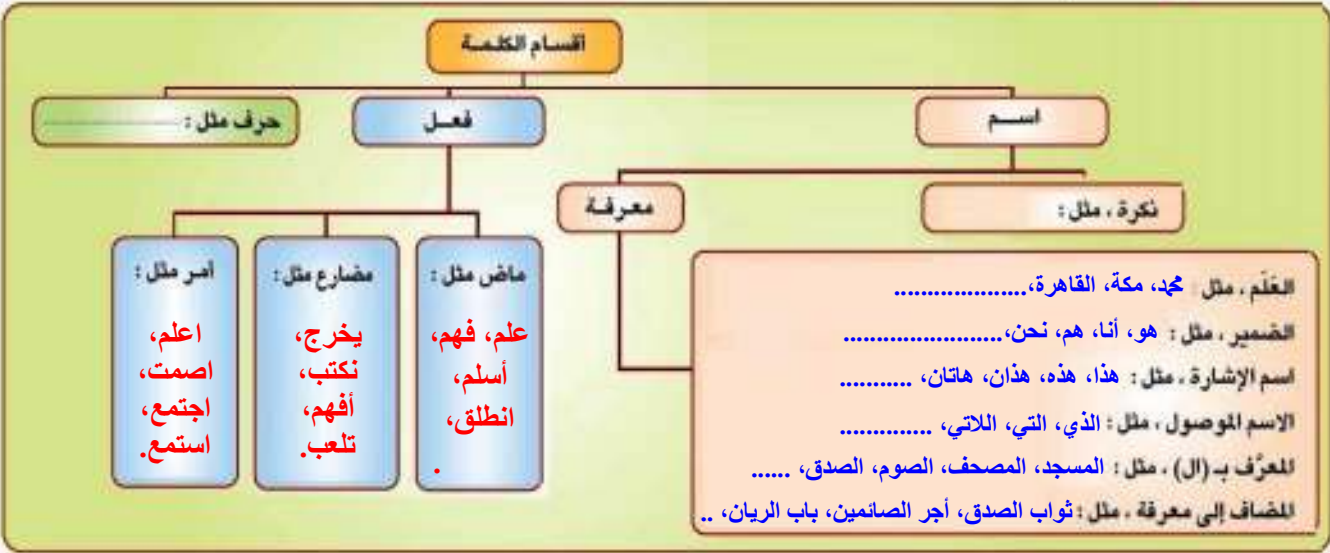 أقسام الكلمة
اسم
فعل
حرف مثل : ....................
نكرة ، مثل :
معرفة
العَلَم ، مثل : محمد، مكة، القاهرة،....................
الضمير ، مثل : هو، أنا، هم، نحن،........................
اسم الإشارة ، مثل : هذا، هذه، هذان، هاتان، ...........
الاسم الموصول ، مثل : الذي، التي، اللاتي، ..............
المعرَّف بـ (ال) ، مثل : المسجد، المصحف، الصوم، الصدق، ......
المضاف إلى معرفة ، مثل : ثواب الصدق، أجر الصائمين، باب الريان، ..
ماض مثل :
علم، فهم،
أسلم،
انطلق،
.
مضارع مثل :
يخرج،
نكتب،
أفهم،
تلعب.
أمر مثل :
اعلم،
اصمت،
اجتمع،
استمع.